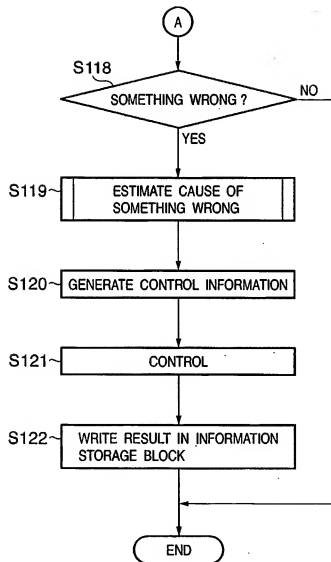 A
S118
SOMETHING WRONG ?
NO
YES
S119
ESTIMATE CAUSE OF
SOMETHING WRONG
S120
GENERATE CONTROL INFORMATION
S121
CONTROL
S122
WRITE RESULT IN INFORMATION
STORAGE BLOCK
END